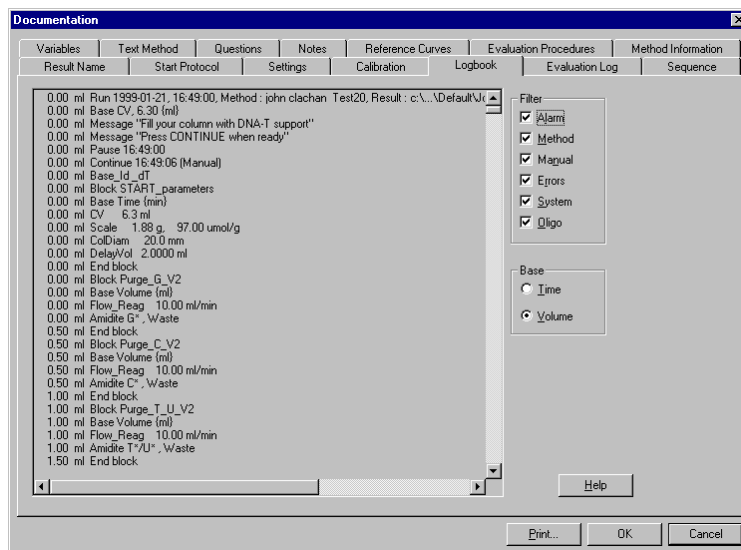 Documentation
Variables Text Method Questions Notes Reference Curves Evaluation Procedures Method Information
Result Name Start Protocol Settings Calibration Logbook Evaluation Log Sequence
0.00 ml Run 1999-01-21, 16:49:00, Method : john clachan Test20, Result : c:\...\Default\Jo
0.00 ml Base CV, 6.30 {ml}
0.00 ml Message "Fill your column with DNA-T support"
0.00 ml Message "Press CONTINUE when ready"
0.00 ml Pause 16:49:00
0.00 ml Continue 16:49:06 (Manual)
0.00 ml Base_Id_dT
0.00 ml Block START_parameters
0.00 ml Base Time {min}
0.00 ml CV 6.3 ml
0.00 ml Scale 1.88 g, 97.00 umol/g
0.00 ml ColDiam 20.0 mm
0.00 ml DelayVol 2.0000 ml
0.00 ml End block
0.00 ml Block Purge_G_V2
0.00 ml Base Volume {ml}
0.00 ml Flow_Reag 10.00 ml/min
0.00 ml Amidite G* , Waste
0.50 ml End block
0.50 ml Block Purge_C_V2
0.50 ml Base Volume {ml}
0.50 ml Flow_Reag 10.00 ml/min
0.50 ml Amidite C* , Waste
1.00 ml End block
1.00 ml Block Purge_T_U_V2
1.00 ml Base Volume {ml}
1.00 ml Flow_Reag 10.00 ml/min
1.00 ml Amidite T*/U* , Waste
1.50 ml End block
Filter
Alarm
Method
Manual
Errors
System
Oligo
Base
Time
Volume
Help
Print... OK Cancel